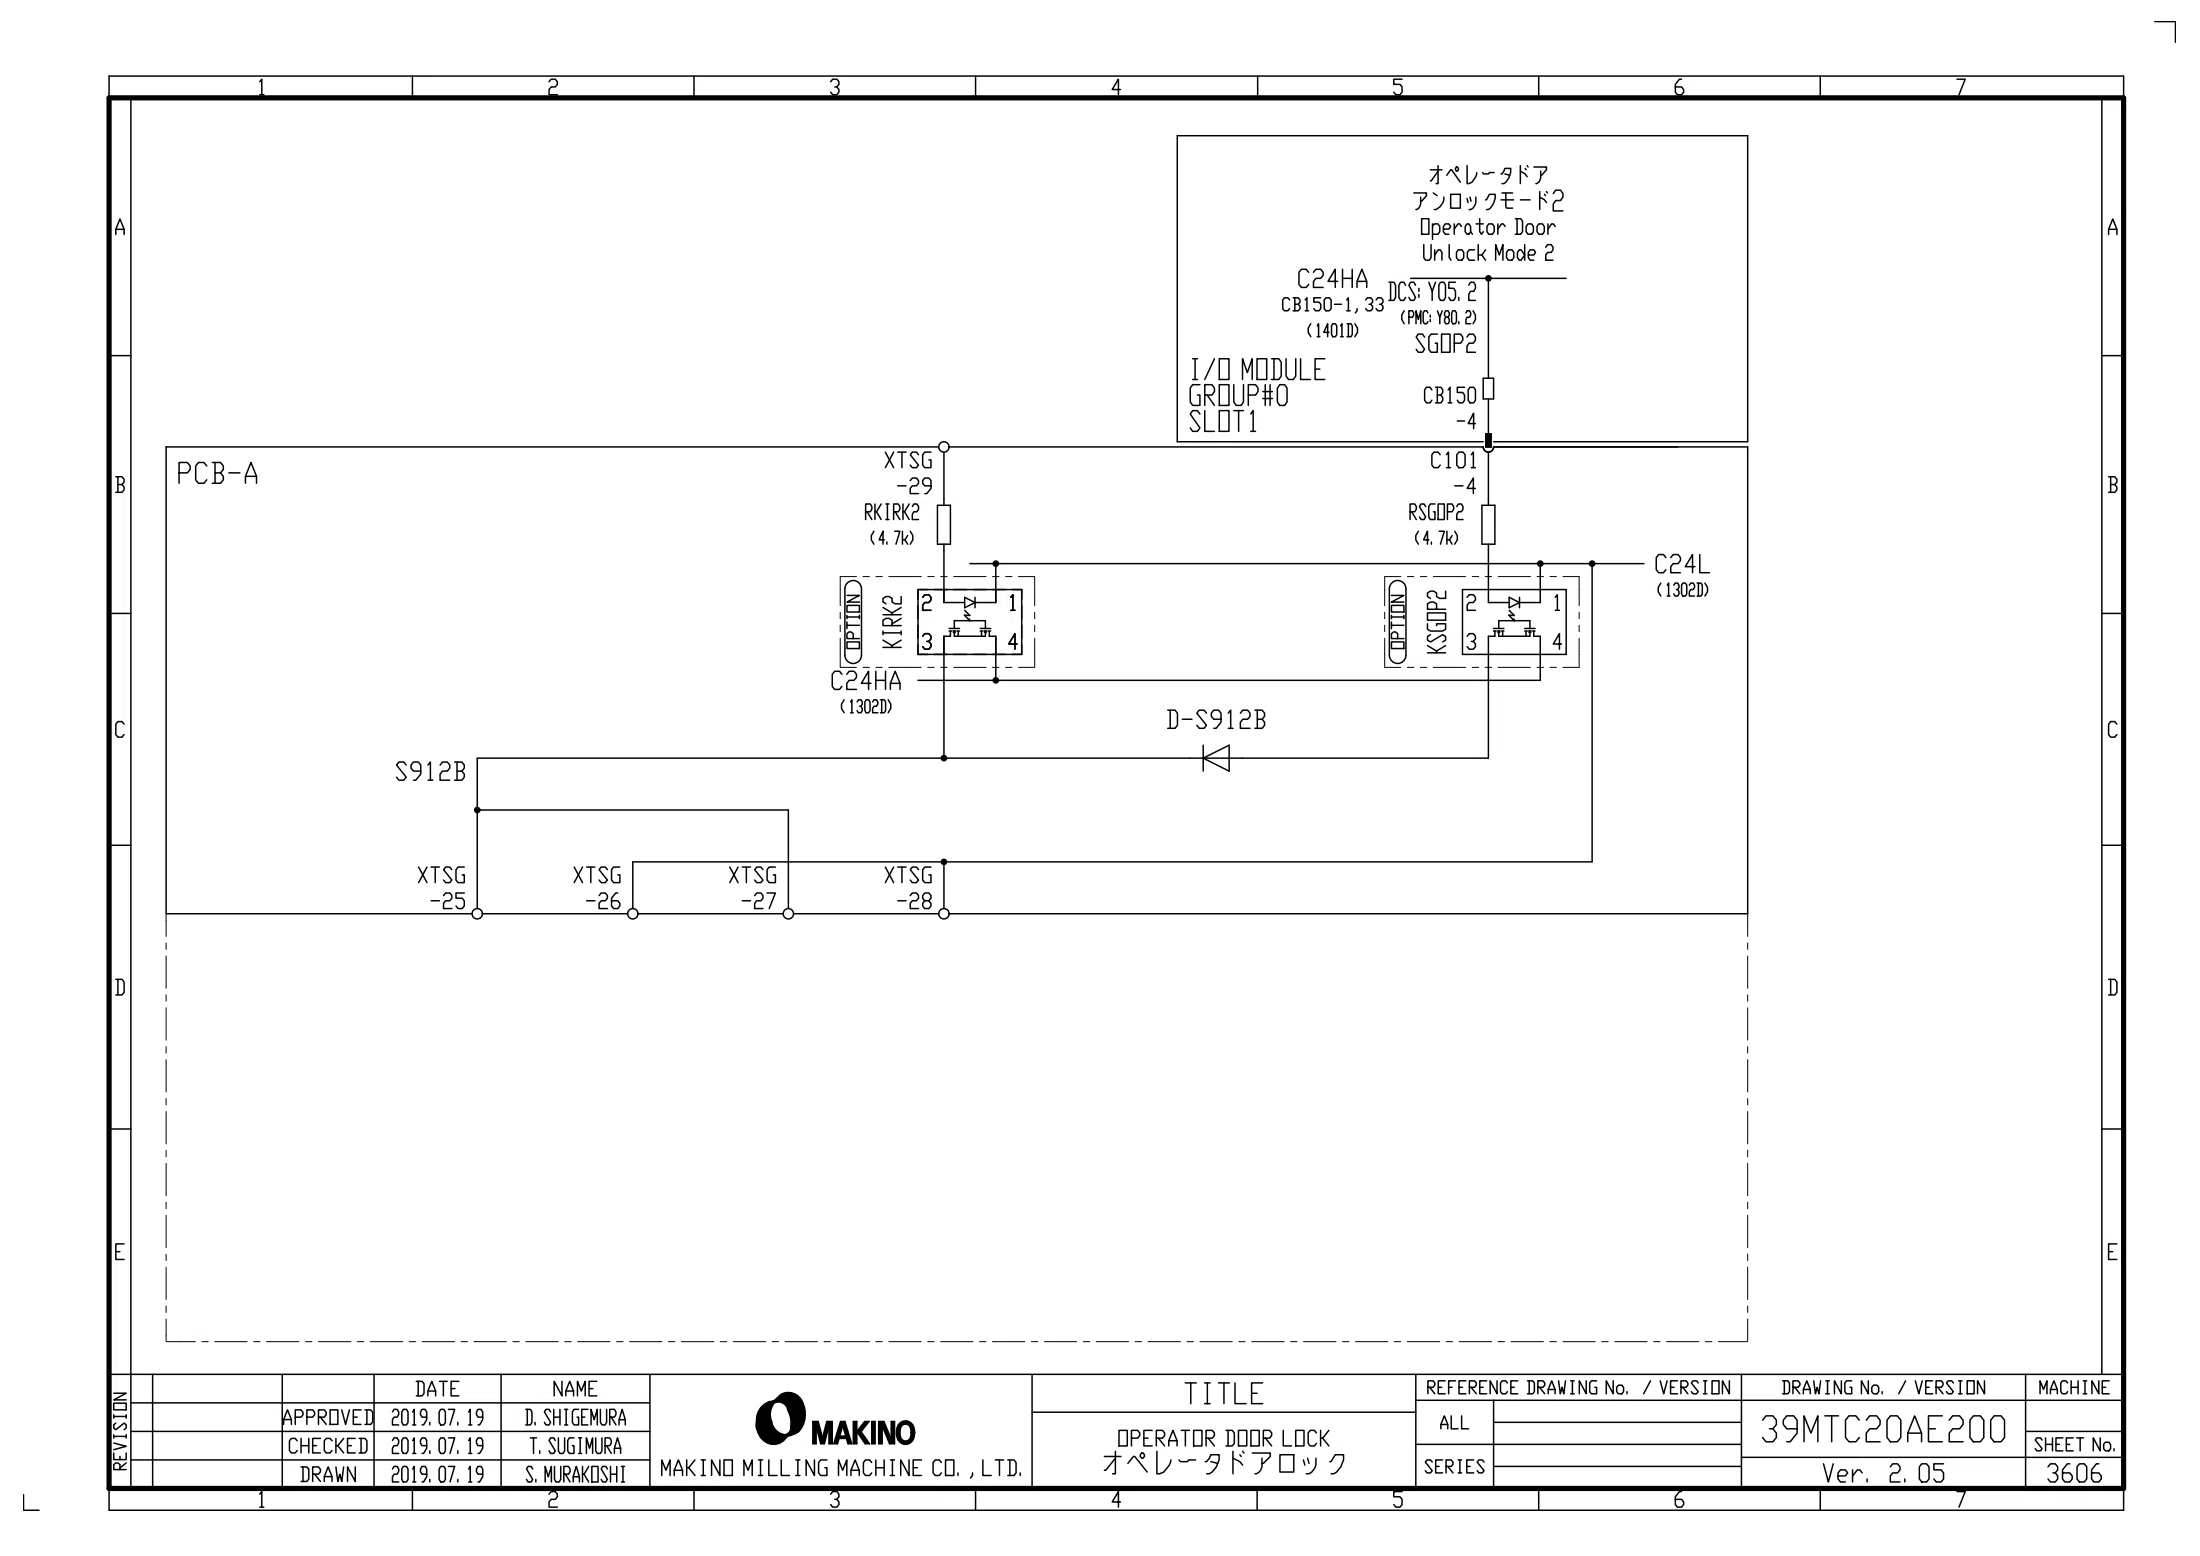 1 2 3 4 5 6 7
A A
B B
C C
D D
E E
オペレータドア
アンロックモード2
Operator Door
Unlock Mode 2
C24HA
CB150-1,33
(1401D)
DCS: Y05.2
(PMC: Y80.2)
SGOP2
I/O MODULE
GROUP#0
SLOT1
CB150
-4
PCB-A
XTSG
-29
RKIRK2
(4.7k)
C101
-4
RSGOP2
(4.7k)
C24L
(1302D)
OPTION
KIRK2
2 1
3 4
OPTION
KSGOP2
2 1
3 4
C24HA
(1302D)
D-S912B
S912B
XTSG
-25
XTSG
-26
XTSG
-27
XTSG
-28
REVISION
DATE NAME
APPROVED 2019.07.19 D. SHIGEMURA
CHECKED 2019.07.19 T. SUGIMURA
DRAWN 2019.07.19 S. MURAKOSHI
MAKINO
MAKINO MILLING MACHINE CO.,LTD.
TITLE
OPERATOR DOOR LOCK
オペレータドアロック
REFERENCE DRAWING No. / VERSION
ALL
SERIES
DRAWING No. / VERSION
39MTC20AE200
Ver. 2.05
MACHINE
SHEET No.
3606
1 2 3 4 5 6 7